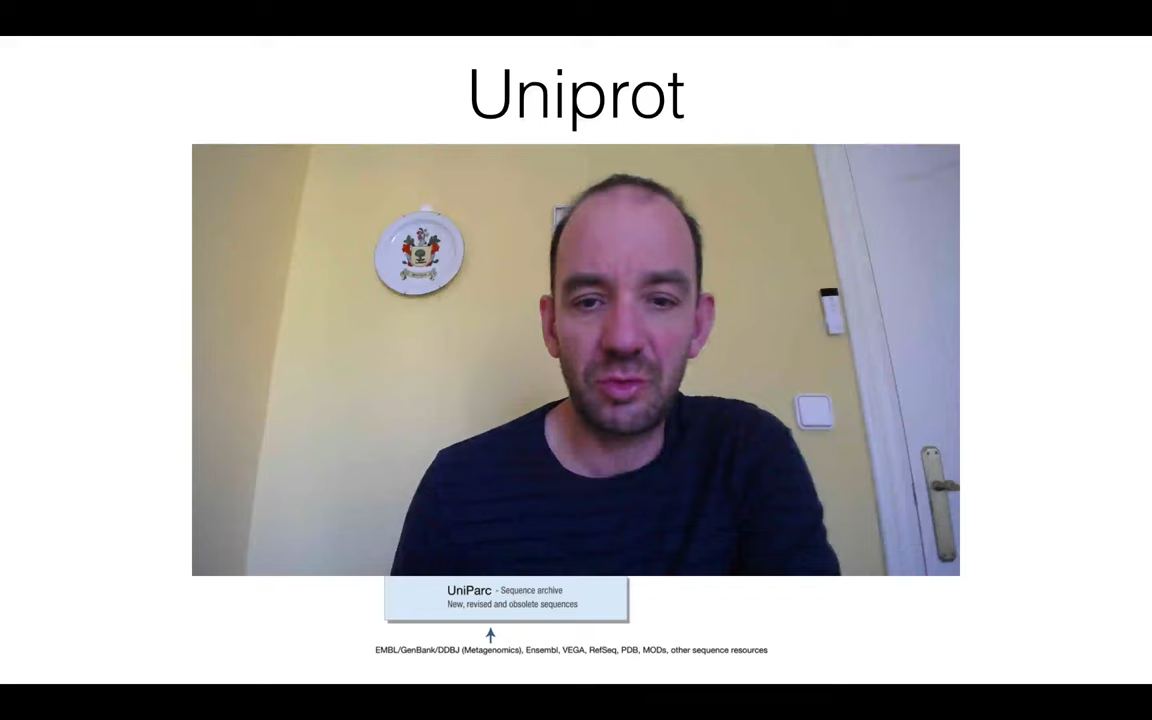 Uniprot
UniParc - Sequence archive
New, revised and obsolete sequences
EMBL/GenBank/DDBJ (Metagenomics), Ensembl, VEGA, RefSeq, PDB, MODs, other sequence resources